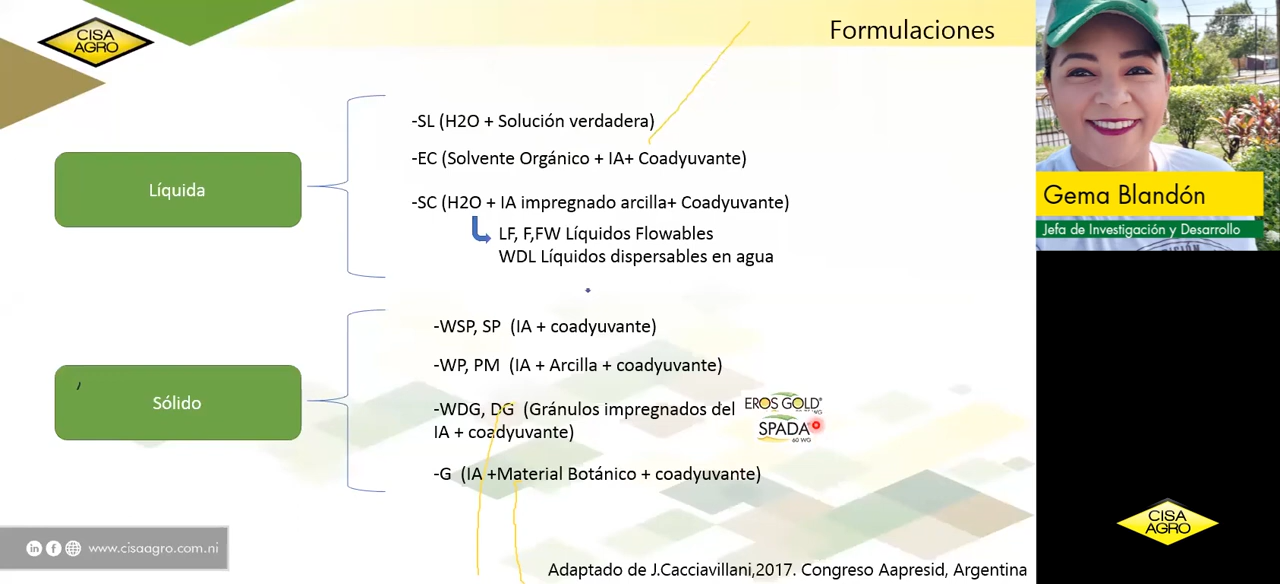 CISA
AGRO
Formulaciones
Líquida
-SL (H2O + Solución verdadera)
-EC (Solvente Orgánico + IA+ Coadyuvante)
-SC (H2O + IA impregnado arcilla+ Coadyuvante)
LF, F,FW Líquidos Flowables
WDL Líquidos dispersables en agua
Sólido
-WSP, SP (IA + coadyuvante)
-WP, PM (IA + Arcilla + coadyuvante)
-WDG, DG (Gránulos impregnados del
IA + coadyuvante)
EROS GOLD®
WG
SPADA
60 WG
-G (IA +Material Botánico + coadyuvante)
www.cisaagro.com.ni
Adaptado de J.Cacciavillani,2017. Congreso Aapresid, Argentina
Gema Blandón
Jefa de Investigación y Desarrollo
CISA
AGRO